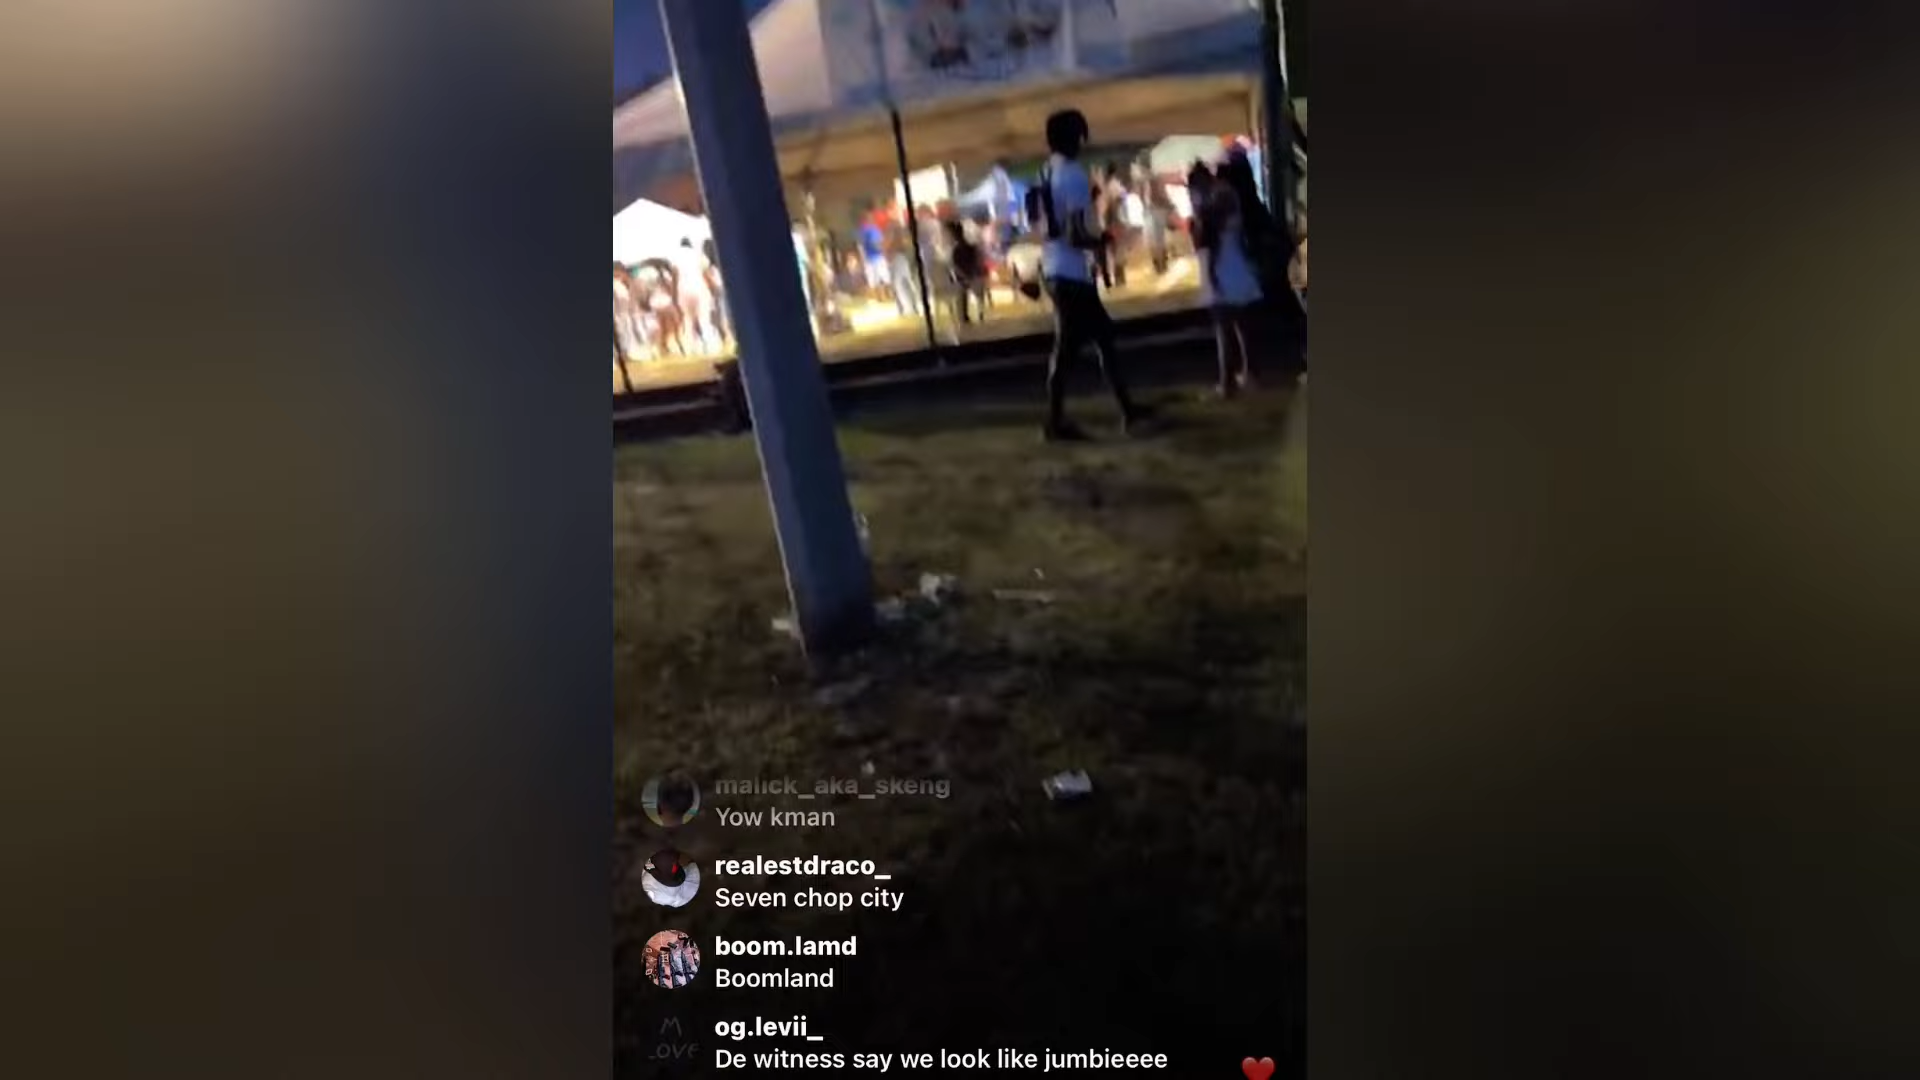 malick_aka_skeng
Yow kman
realestdraco_
Seven chop city
boom.lamd
Boomland
M
LOVE
og.levii_
De witness say we look like jumbieeee